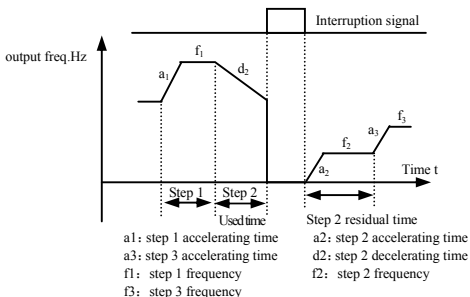 Interruption signal
output freq.Hz
f1
a1
d2
f3
a3
f2
a2
Time t
Step 1 Step 2
Used time
Step 2 residual time
a1: step 1 accelerating time
a2: step 2 accelerating time
a3: step 3 accelerating time
d2: step 2 decelerating time
f1: step 1 frequency
f2: step 2 frequency
f3: step 3 frequency